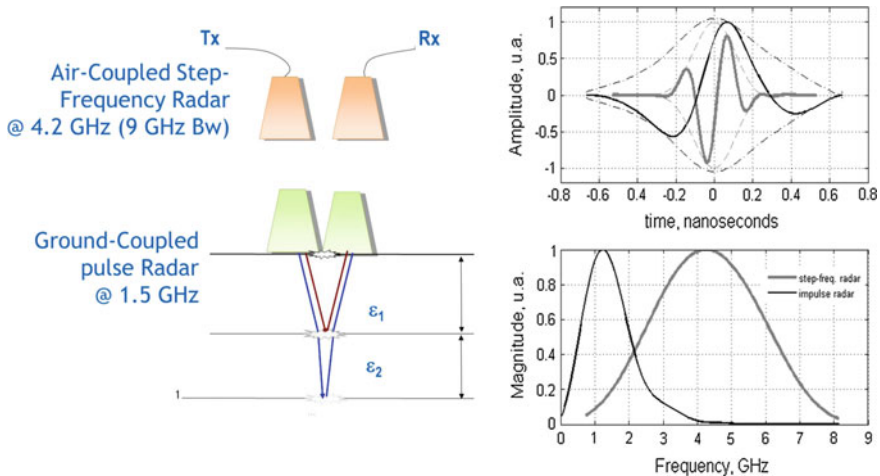 Tx
Rx
Air-Coupled Step-
Frequency Radar
@ 4.2 GHz (9 GHz Bw)
Ground-Coupled
pulse Radar
@ 1.5 GHz
ε1
ε2
1
Amplitude, u.a.
1
0.5
0
-0.5
-1
-0.8 -0.6 -0.4 -0.2 0 0.2 0.4 0.6 0.8
time, nanoseconds
Magnitude, u.a.
1
0.8
0.6
0.4
0.2
0
step-freq. radar
impulse radar
0 1 2 3 4 5 6 7 8 9
Frequency, GHz